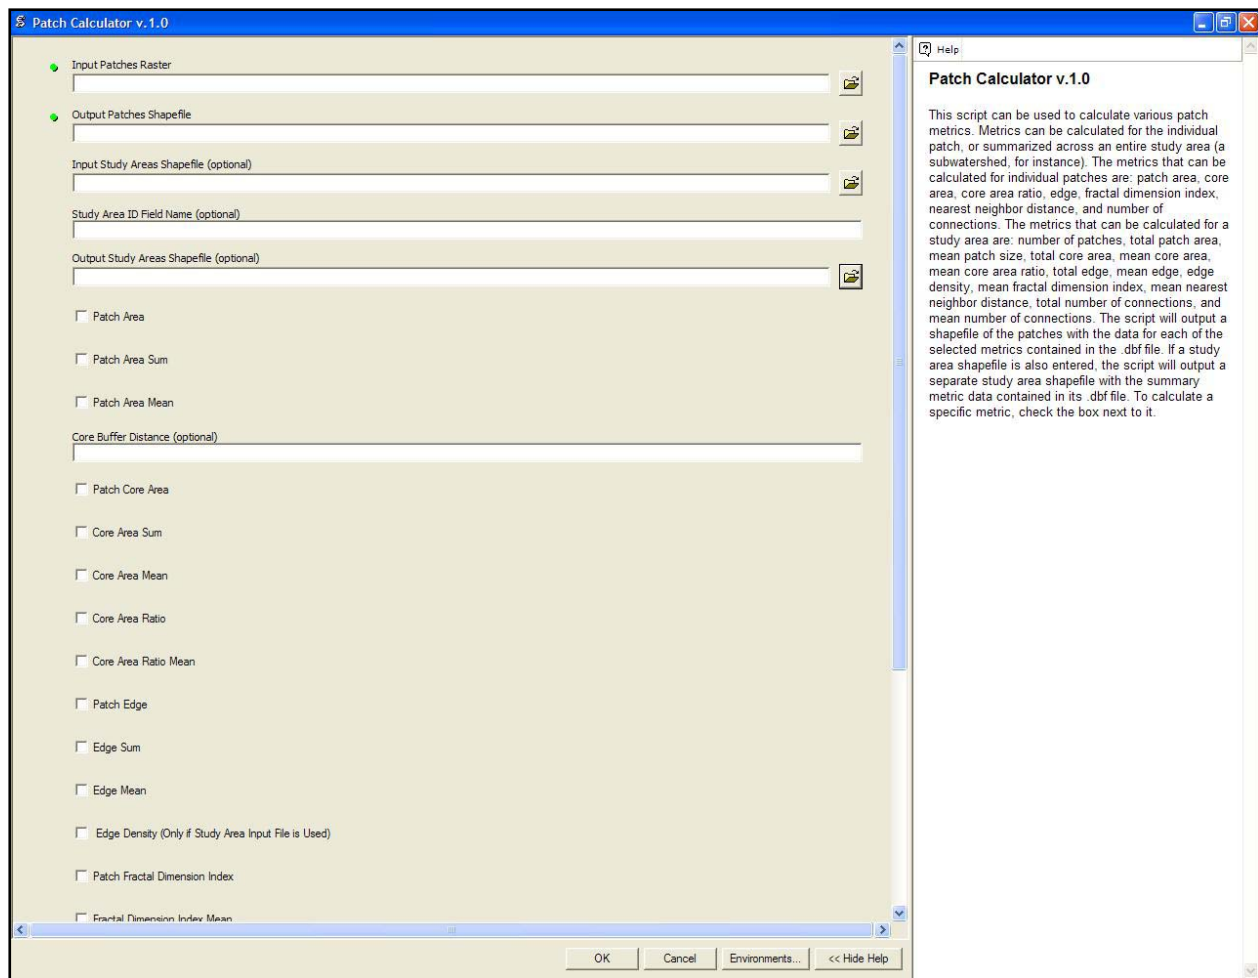 Patch Calculator v.1.0
Input Patches Raster
Output Patches Shapefile
Input Study Areas Shapefile (optional)
Study Area ID Field Name (optional)
Output Study Areas Shapefile (optional)
Patch Area
Patch Area Sum
Patch Area Mean
Core Buffer Distance (optional)
Patch Core Area
Core Area Sum
Core Area Mean
Core Area Ratio
Core Area Ratio Mean
Patch Edge
Edge Sum
Edge Mean
Edge Density (Only if Study Area Input File is Used)
Patch Fractal Dimension Index
Fractal Dimension Index Mean
OK
Cancel
Environments...
<< Hide Help
Help
Patch Calculator v.1.0
This script can be used to calculate various patch
metrics. Metrics can be calculated for the individual
patch, or summarized across an entire study area (a
subwatershed, for instance). The metrics that can be
calculated for individual patches are: patch area, core
area, core area ratio, edge, fractal dimension index,
nearest neighbor distance, and number of
connections. The metrics that can be calculated for a
study area are: number of patches, total patch area,
mean patch size, total core area, mean core area,
mean core area ratio, total edge, mean edge, edge
density, mean fractal dimension index, mean nearest
neighbor distance, total number of connections, and
mean number of connections. The script will output a
shapefile of the patches with the data for each of the
selected metrics contained in the .dbf file. If a study
area shapefile is also entered, the script will output a
separate study area shapefile with the summary
metric data contained in its .dbf file. To calculate a
specific metric, check the box next to it.